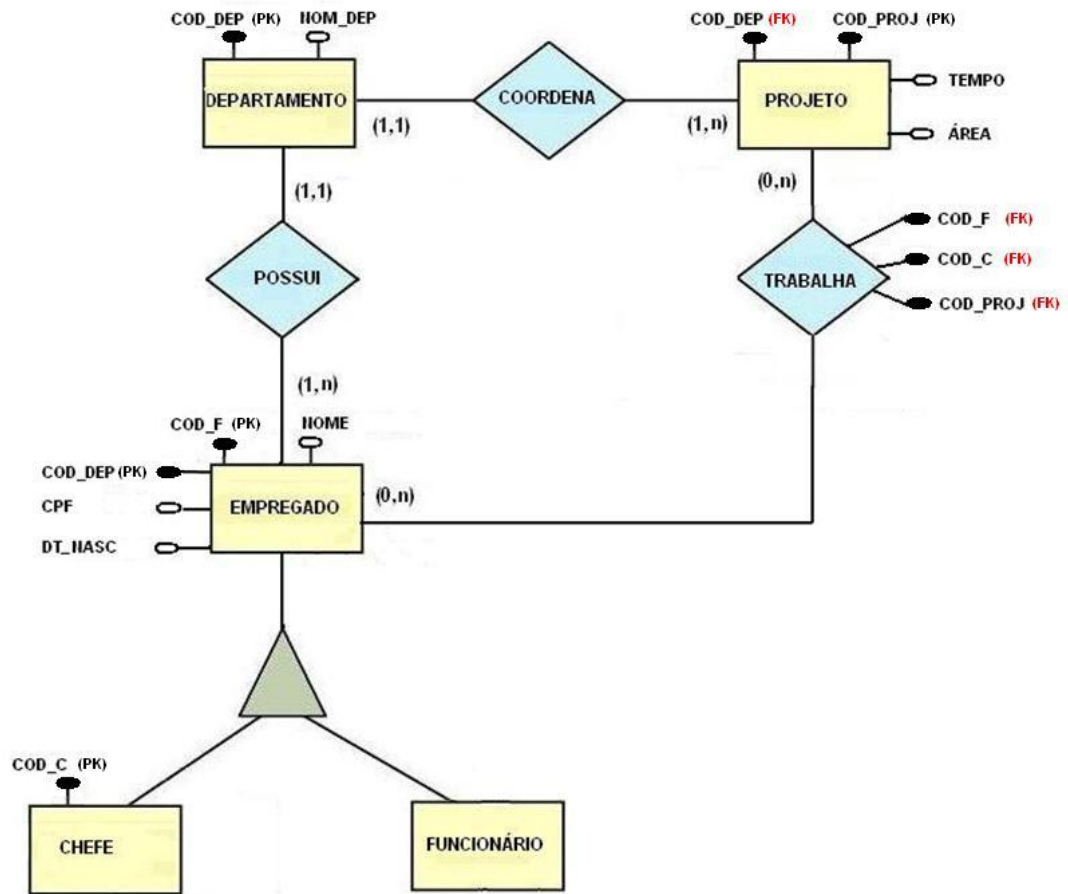 COD_DEP (PK) NOM_DEP
COD_DEP (FK) COD_PROJ (PK)
DEPARTAMENTO
COORDENA
PROJETO
TEMPO
ÁREA
(1,1)
(1,n)
(1,1)
(0,n)
POSSUI
TRABALHA
COD_F (FK)
COD_C (FK)
COD_PROJ (FK)
(1,n)
COD_F (PK)
NOME
COD_DEP (PK)
CPF
DT_NASC
EMPREGADO
(0,n)
COD_C (PK)
CHEFE
FUNCIONÁRIO